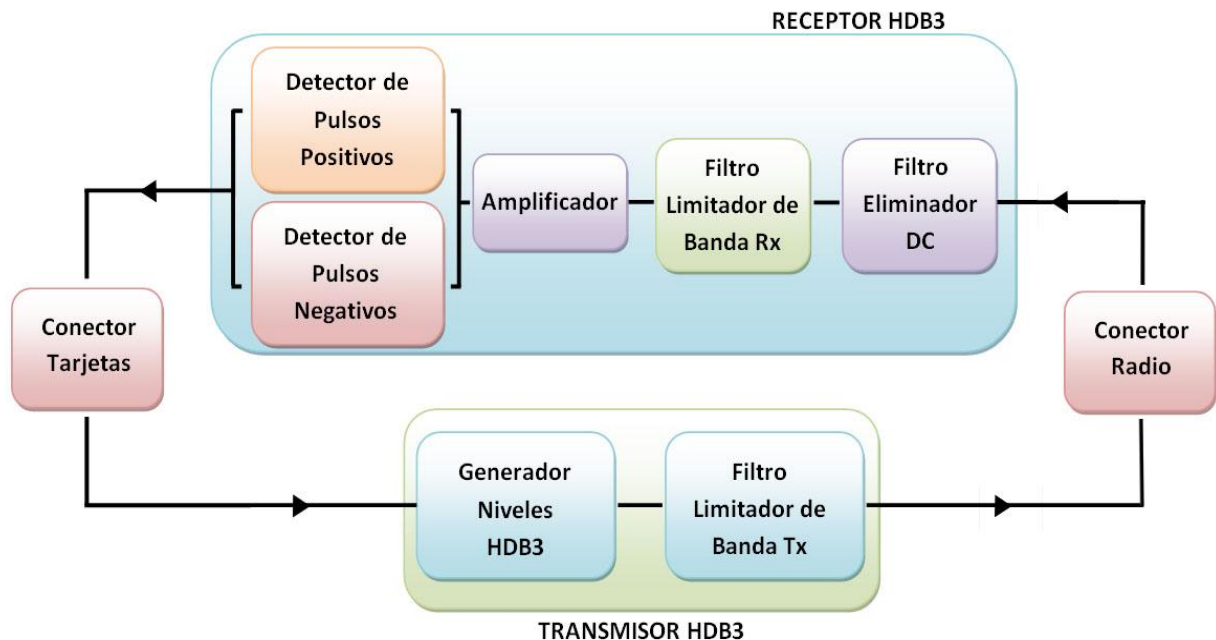 RECEPTOR HDB3
Detector de
Pulsos
Positivos
Detector de
Pulsos
Negativos
Amplificador
Filtro
Limitador de
Banda Rx
Filtro
Eliminador
DC
Conector
Tarjetas
Conector
Radio
Generador
Niveles
HDB3
Filtro
Limitador de
Banda Tx
TRANSMISOR HDB3